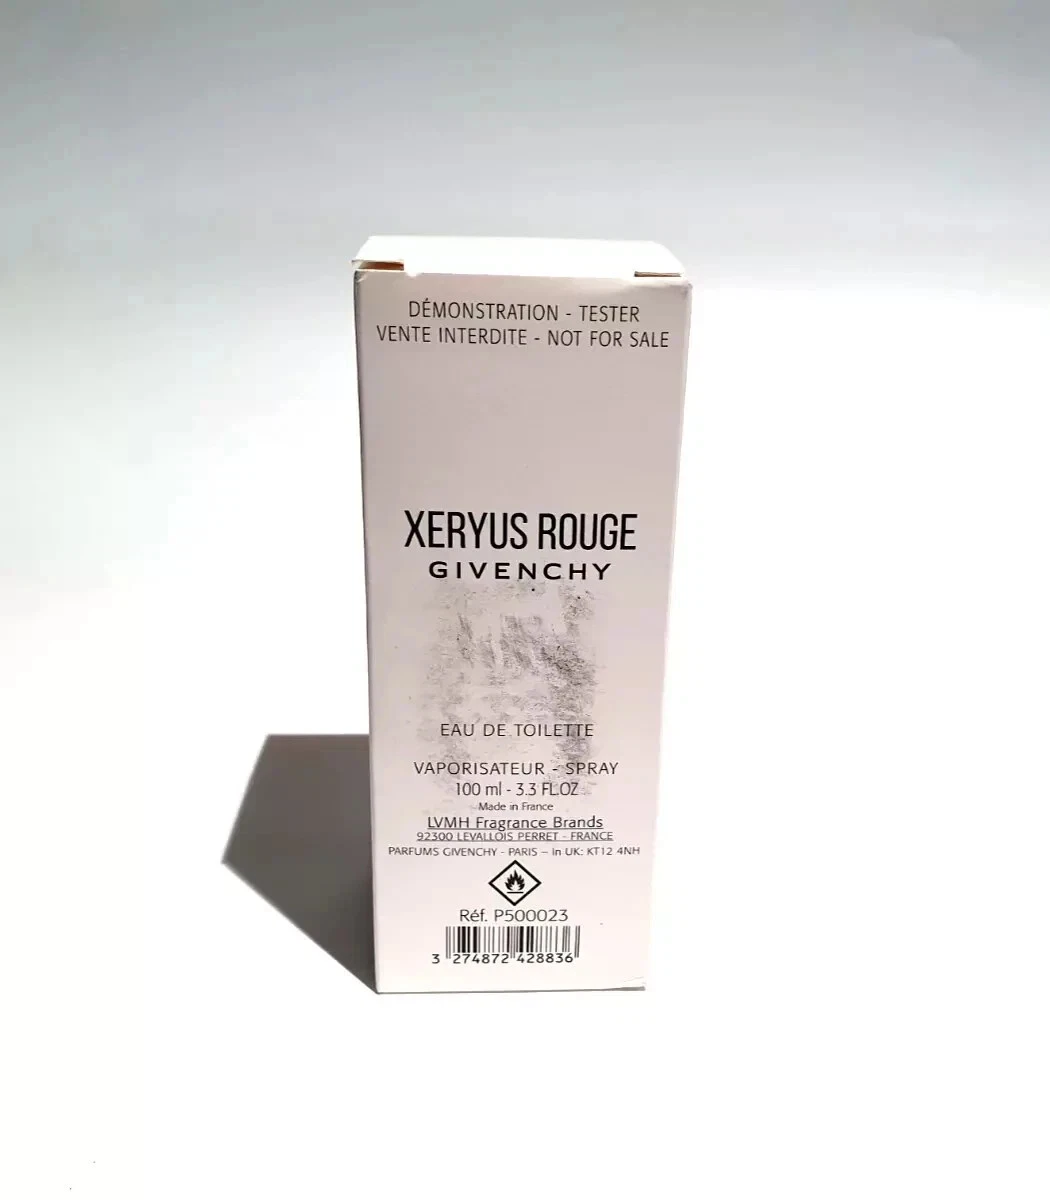 DÉMONSTRATION - TESTER
VENTE INTERDITE - NOT FOR SALE
XERYUS ROUGE
GIVENCHY
EAU DE TOILETTE
VAPORISATEUR - SPRAY
100 ml - 3.3 FL.OZ
Made in France
LVMH Fragrance Brands
92300 LEVALLOIS PERRET - FRANCE
PARFUMS GIVENCHY - PARIS – In UK: KT12 4NH
Réf. P500023
3 274872 428836